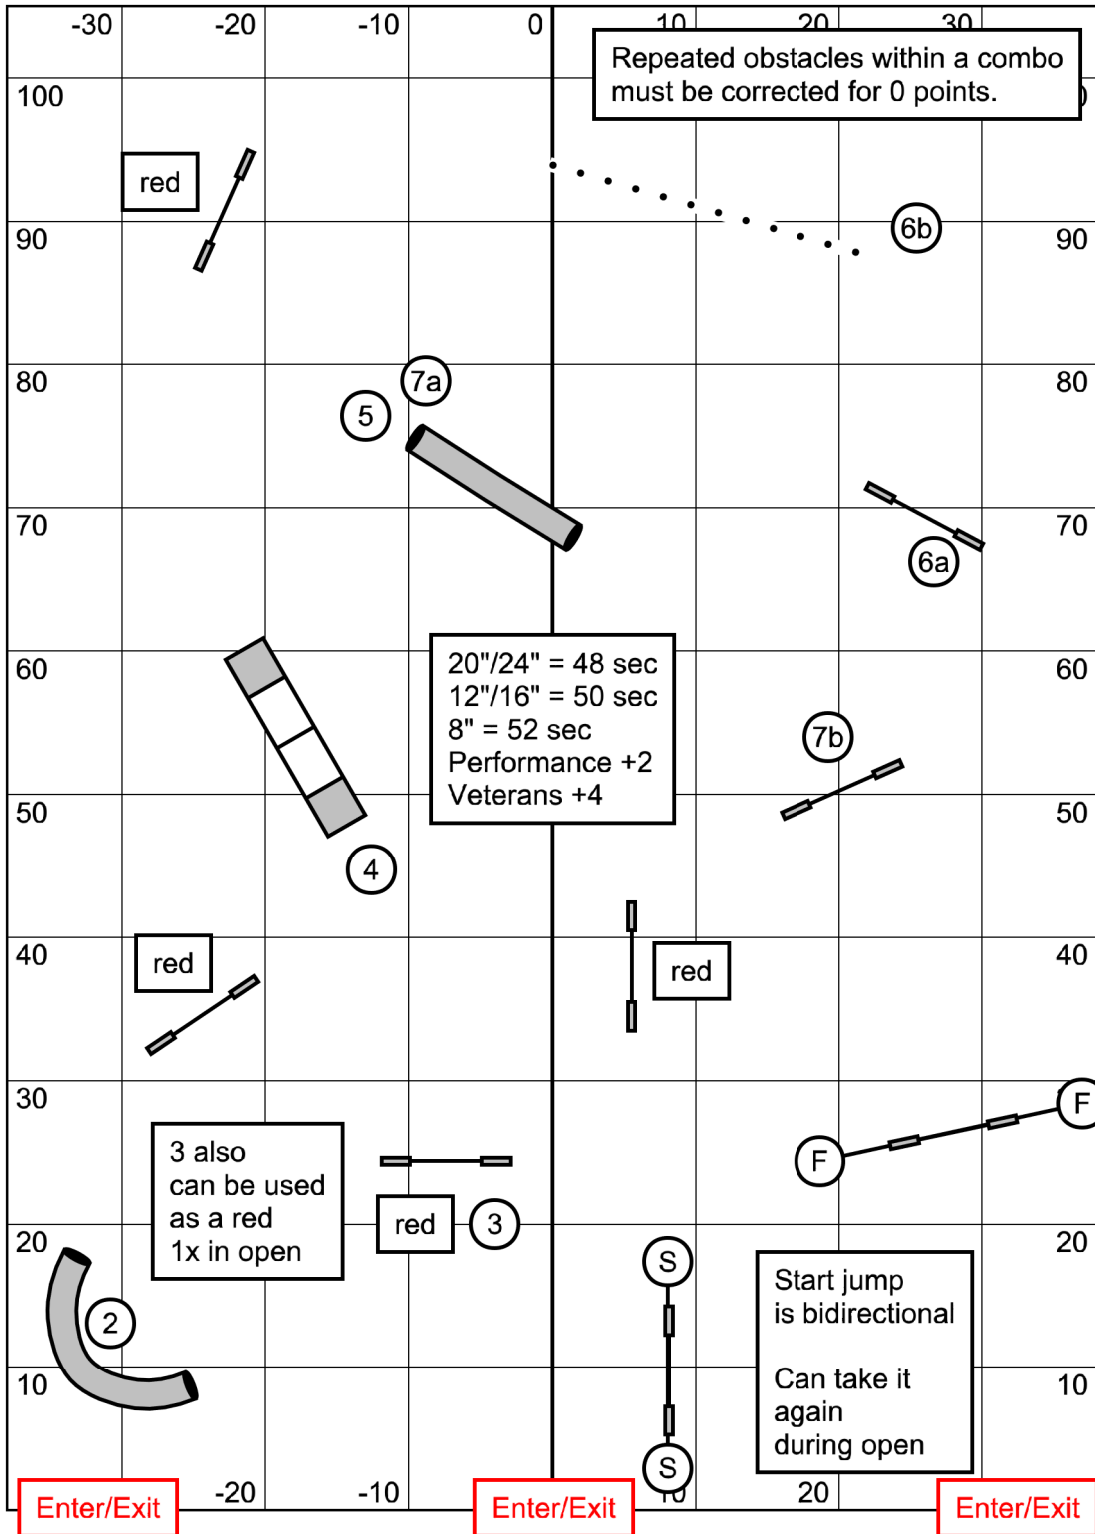 -30 -20 -10 0 10 20 30
Repeated obstacles within a combo
must be corrected for 0 points.
100
red
90 6b 90
80 7a 80
5
70 70
6a
60 60
20"/24" = 48 sec
12"/16" = 50 sec
8" = 52 sec
Performance +2
Veterans +4
7b
50 50
4
40 red red 40
30 F 30
F
3 also
can be used
as a red
1x in open
red 3
20 20
S
Start jump
is bidirectional
Can take it
again
during open
2
10 10
S
-20 -10 10 20
Enter/Exit Enter/Exit Enter/Exit